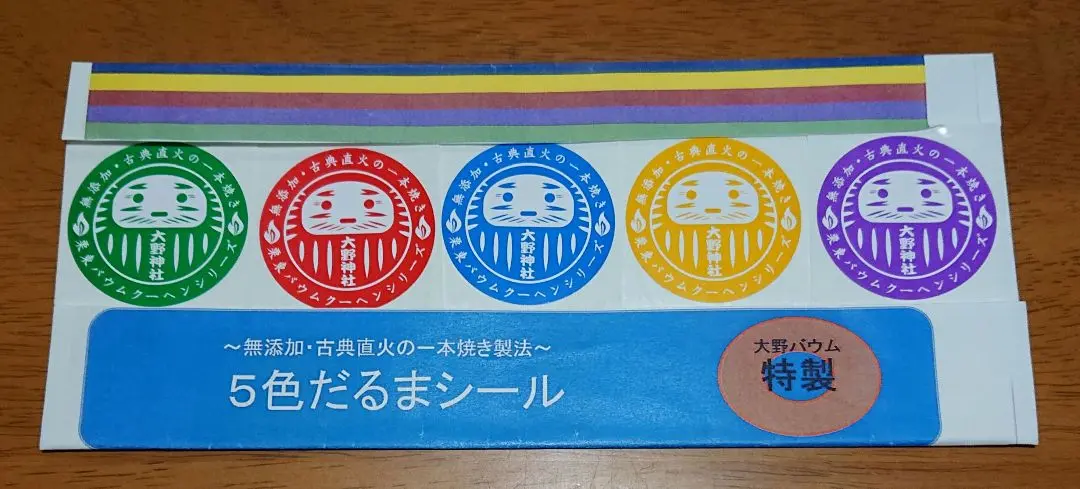 無添加・古典直火の一本焼き
大野神社
栗東バウムクーヘンシリーズ
無添加・古典直火の一本焼き
大野神社
栗東バウムクーヘンシリーズ
無添加・古典直火の一本焼き
大野神社
栗東バウムクーヘンシリーズ
無添加・古典直火の一本焼き
大野神社
栗東バウムクーヘンシリーズ
無添加・古典直火の一本焼き
大野神社
栗東バウムクーヘンシリーズ
～無添加・古典直火の一本焼き製法～
5色だるまシール
大野バウム
特製